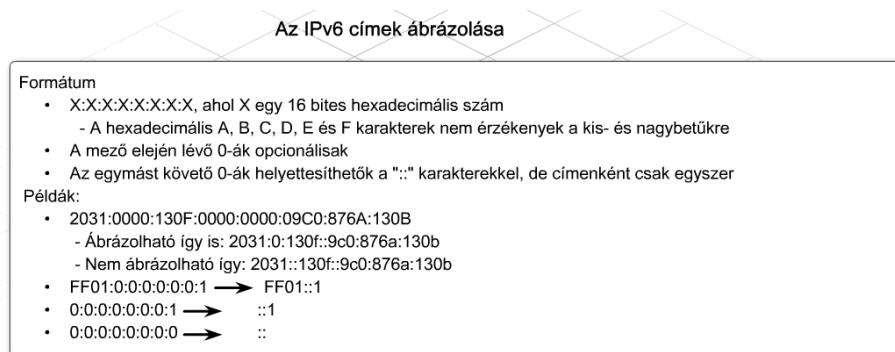 Az IPv6 címek ábrázolása
Formátum
• X:X:X:X:X:X:X:X, ahol X egy 16 bites hexadecimális szám
- A hexadecimális A, B, C, D, E és F karakterek nem érzékenyek a kis- és nagybetűkre
• A mező elején lévő 0-ák opcionálisak
• Az egymást követő 0-ák helyettesíthetők a "::" karakterekkel, de címenként csak egyszer
Példák:
• 2031:0000:130F:0000:0000:09C0:876A:130B
- Ábrázolható így is: 2031:0:130f::9c0:876a:130b
- Nem ábrázolható így: 2031::130f::9c0:876a:130b
• FF01:0:0:0:0:0:0:1 → FF01::1
• 0:0:0:0:0:0:0:1 → ::1
• 0:0:0:0:0:0:0:0 → ::